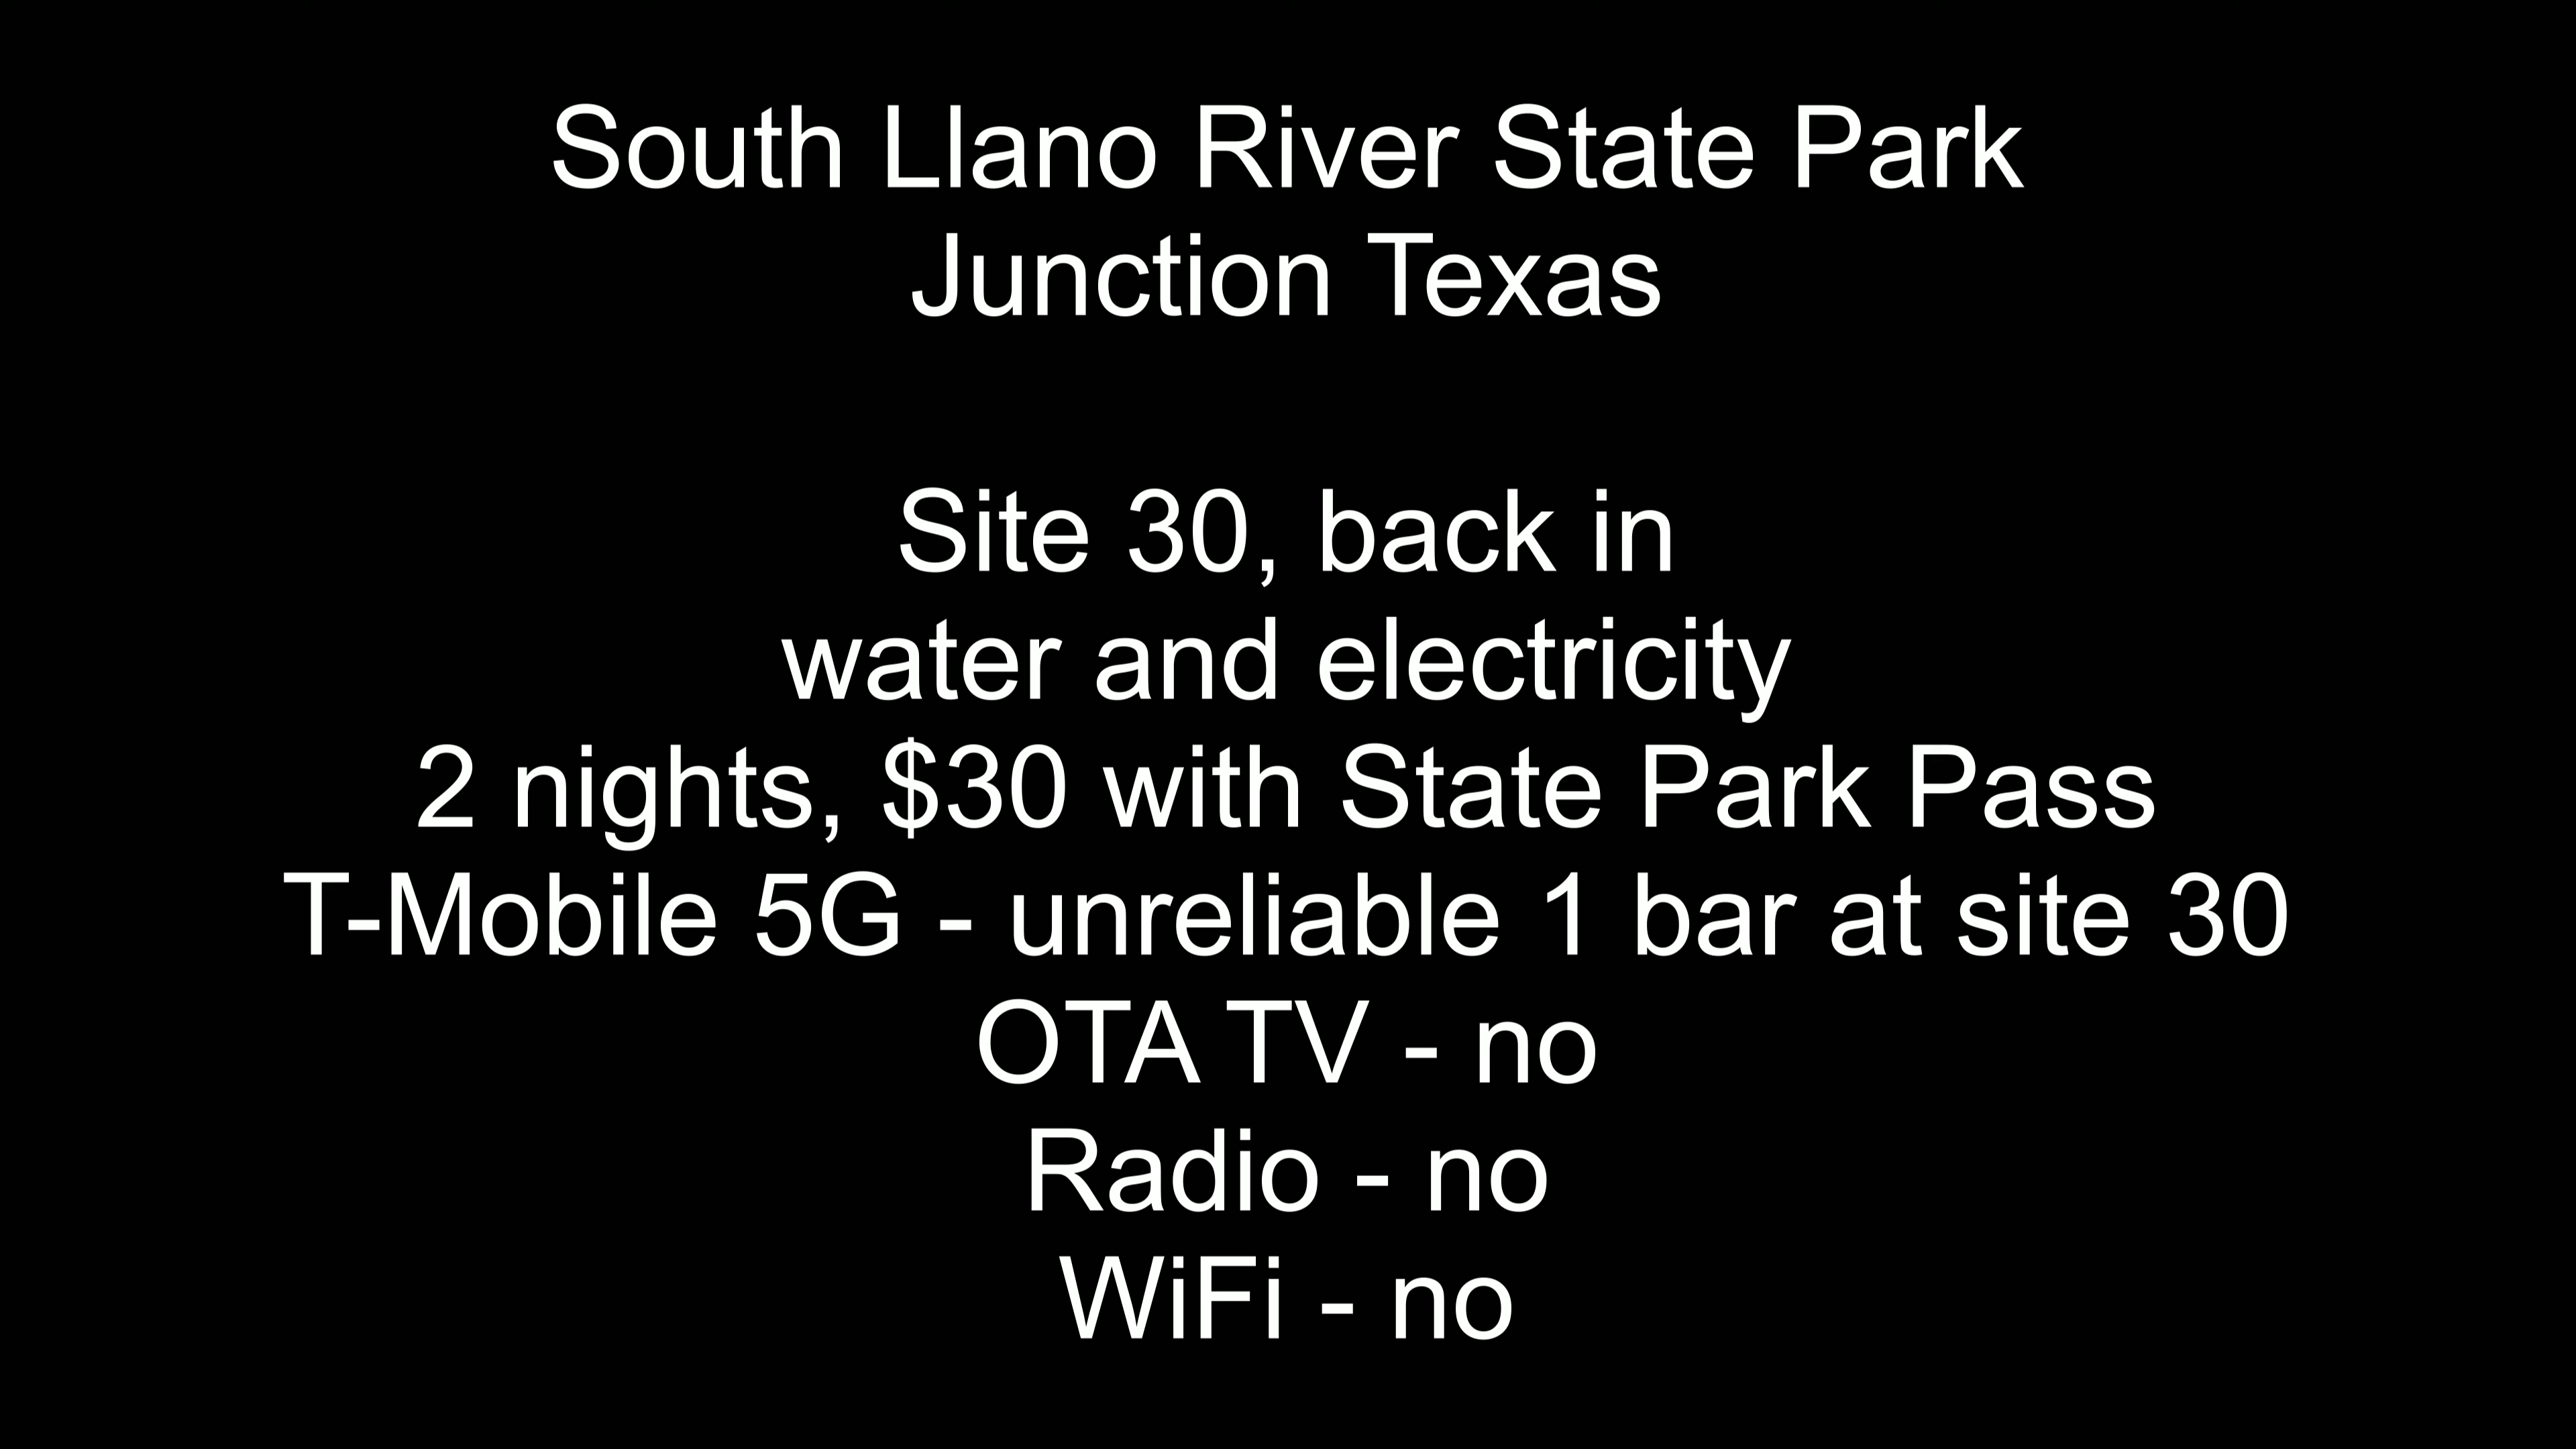 South Llano River State Park
Junction Texas
Site 30, back in
water and electricity
2 nights, $30 with State Park Pass
T-Mobile 5G - unreliable 1 bar at site 30
OTA TV - no
Radio - no
WiFi - no